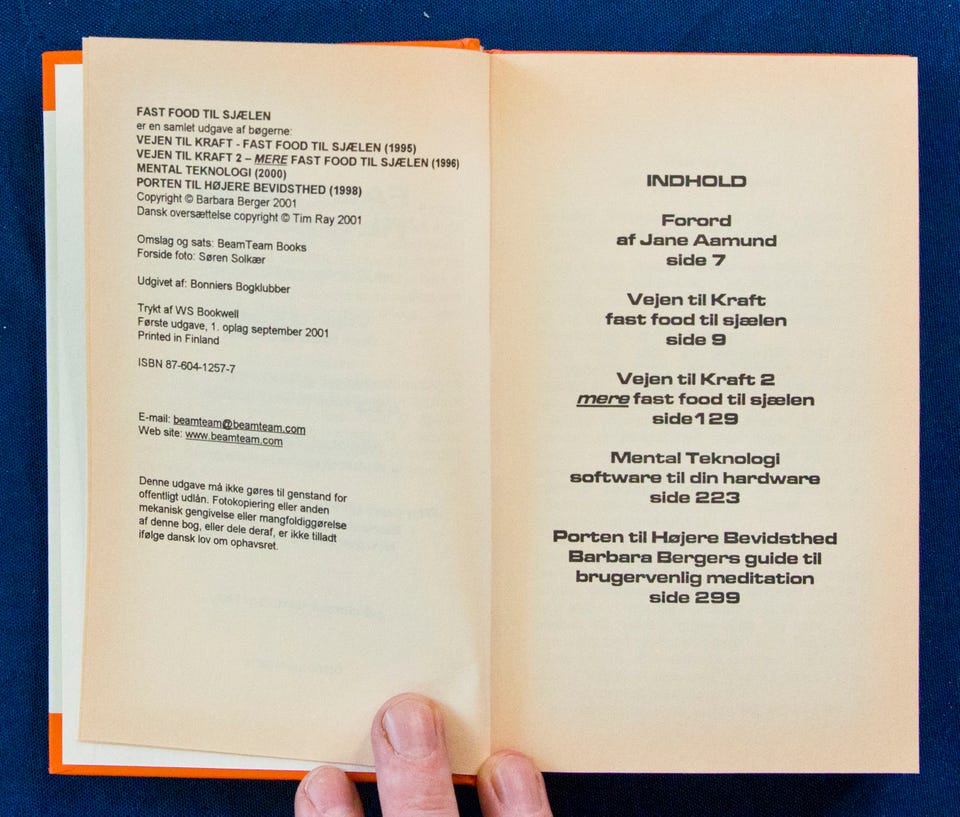 FAST FOOD TIL SJÆLEN
er en samlet udgave af bøgerne:
VEJEN TIL KRAFT - FAST FOOD TIL SJÆLEN (1995)
VEJEN TIL KRAFT 2 – MERE FAST FOOD TIL SJÆLEN (1996)
MENTAL TEKNOLOGI (2000)
PORTEN TIL HØJERE BEVIDSTHED (1998)
Copyright © Barbara Berger 2001
Dansk oversættelse copyright © Tim Ray 2001
Omslag og sats: BeamTeam Books
Forside foto: Søren Solkær
Udgivet af: Bonniers Bogklubber
Trykt af WS Bookwell
Første udgave, 1. oplag september 2001
Printed in Finland
ISBN 87-604-1257-7
E-mail: beamteam@beamteam.com
Web site: www.beamteam.com
Denne udgave må ikke gøres til genstand for
offentligt udlån. Fotokopiering eller anden
mekanisk gengivelse eller mangfoldiggørelse
af denne bog, eller dele deraf, er ikke tilladt
ifølge dansk lov om ophavsret.
INDHOLD
Forord
af Jane Aamund
side 7
Vejen til Kraft
fast food til sjælen
side 9
Vejen til Kraft 2
mere fast food til sjælen
side129
Mental Teknologi
software til din hardware
side 223
Porten til Højere Bevidsthed
Barbara Bergers guide til
brugervenlig meditation
side 299